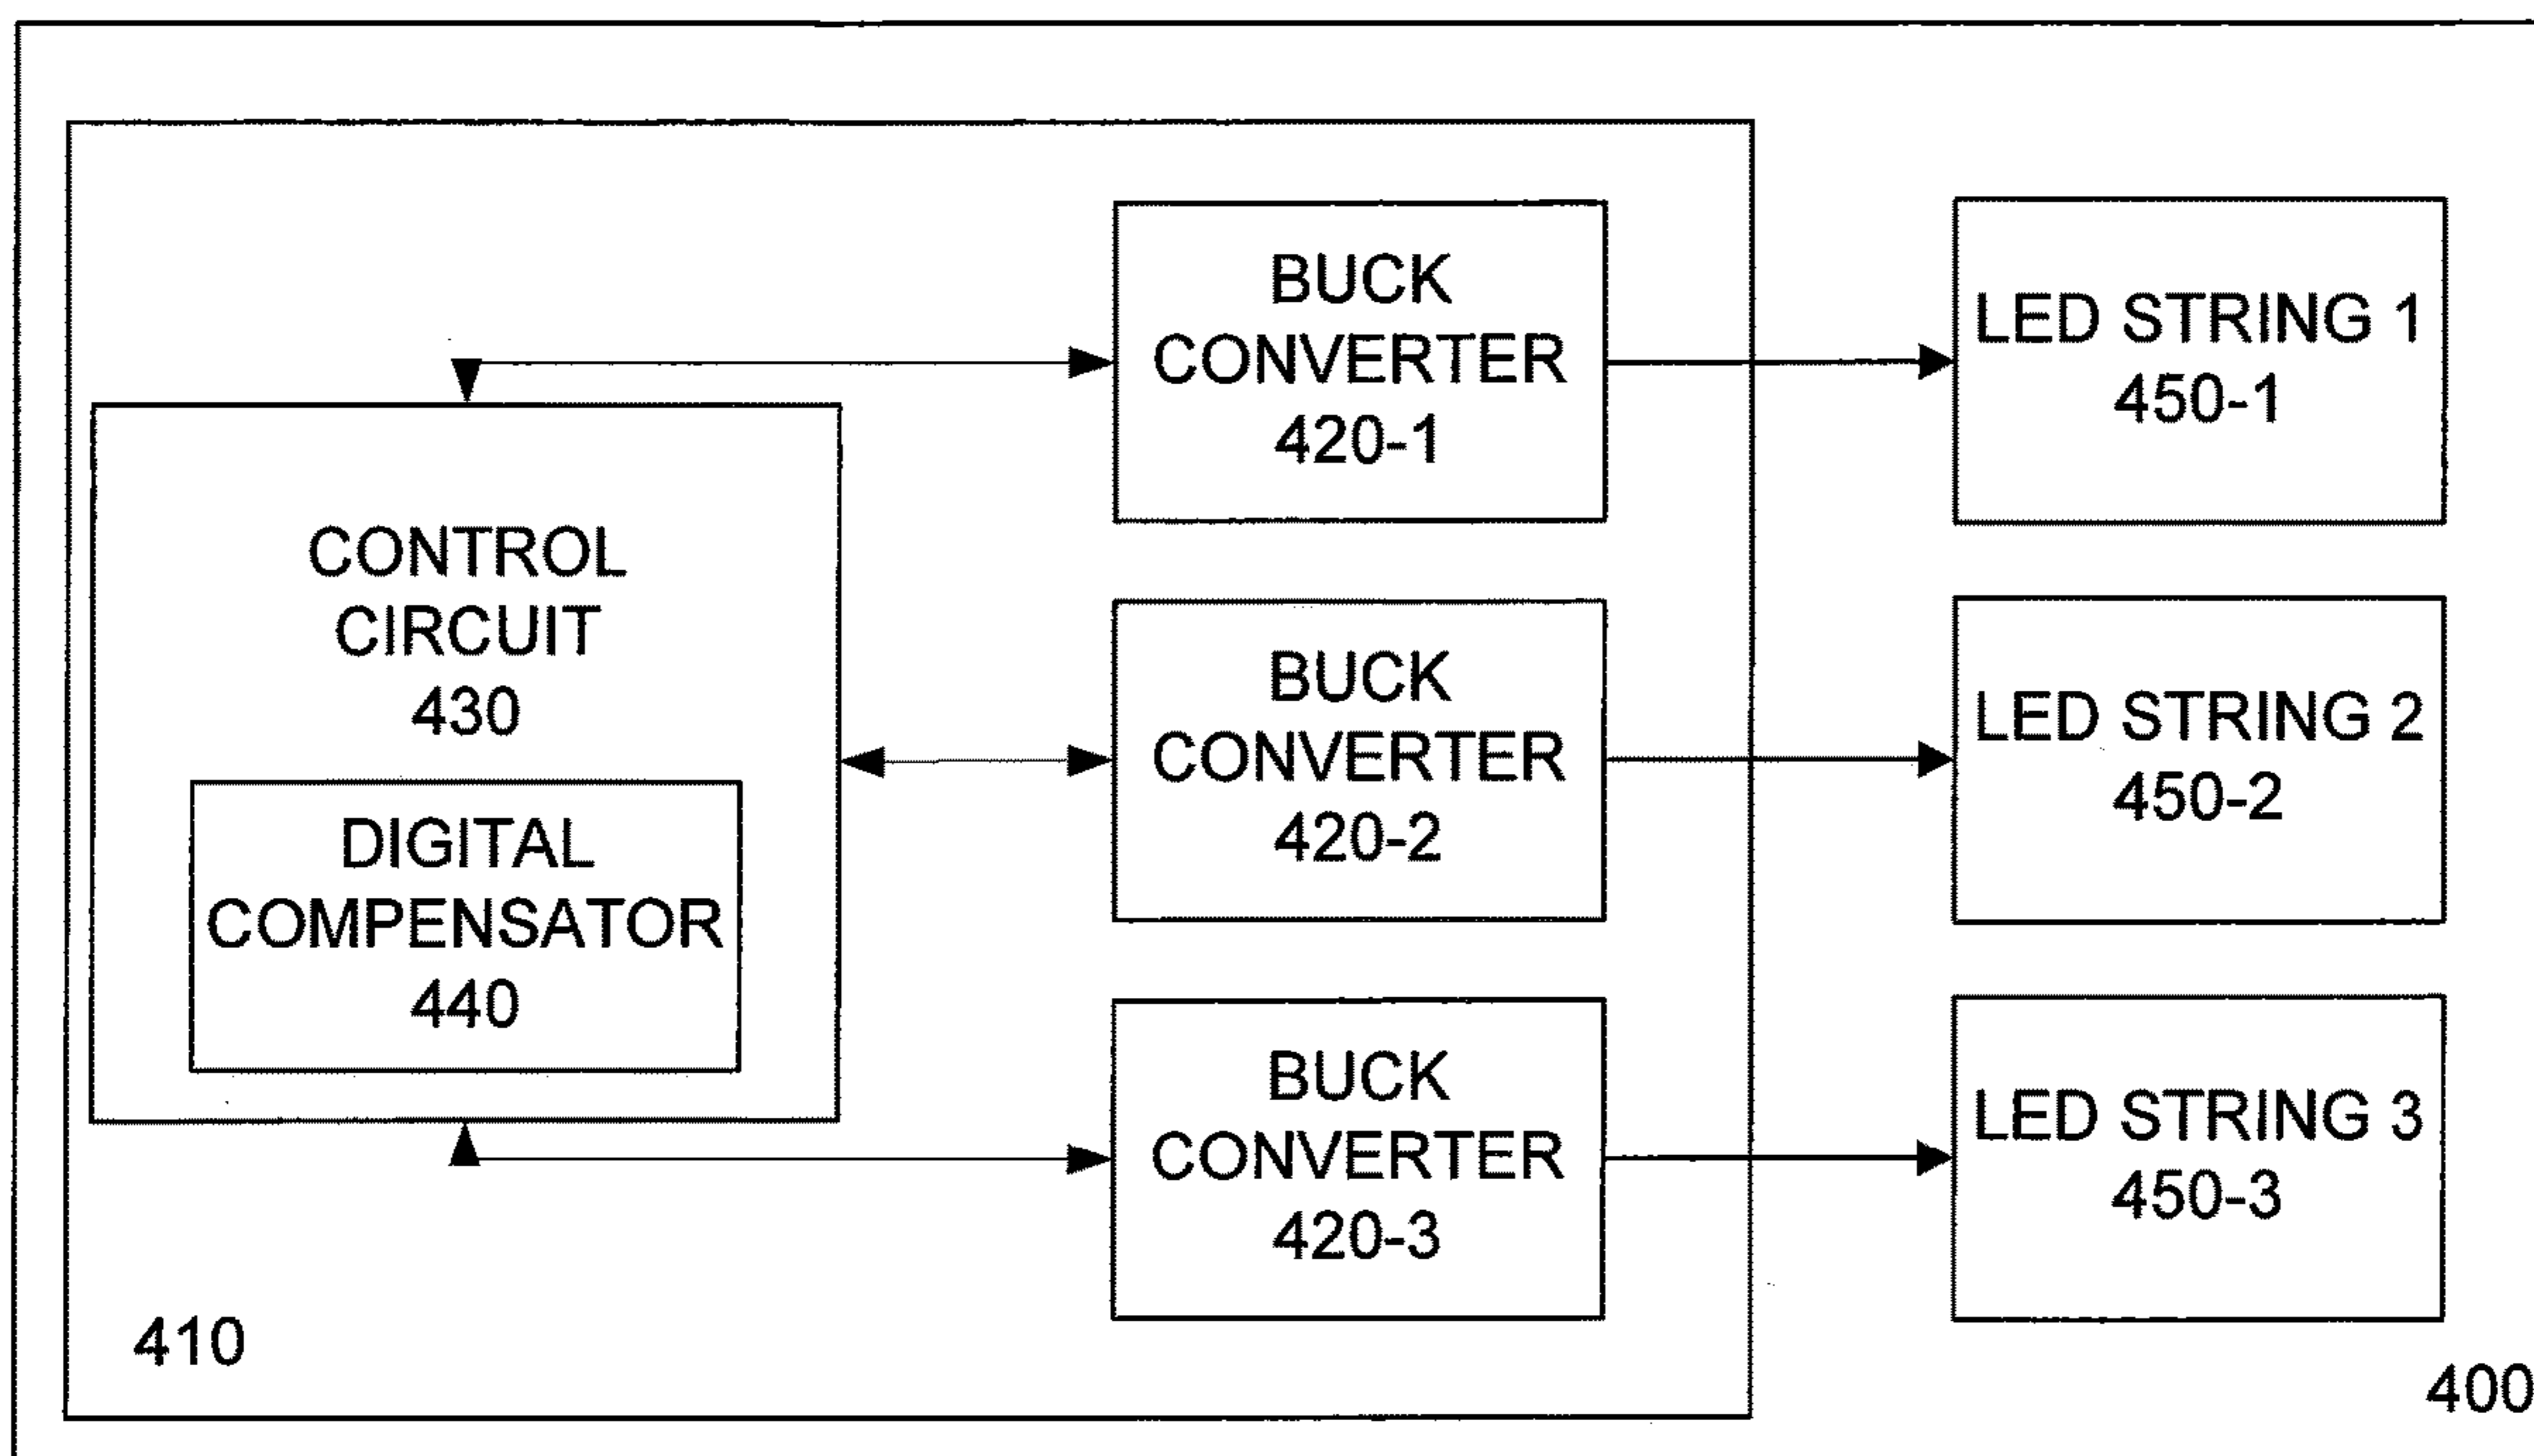 BUCK
CONVERTER
420-1
LED STRING 1
450-1
CONTROL
CIRCUIT
430
DIGITAL
COMPENSATOR
440
BUCK
CONVERTER
420-2
LED STRING 2
450-2
BUCK
CONVERTER
420-3
LED STRING 3
450-3
410
400